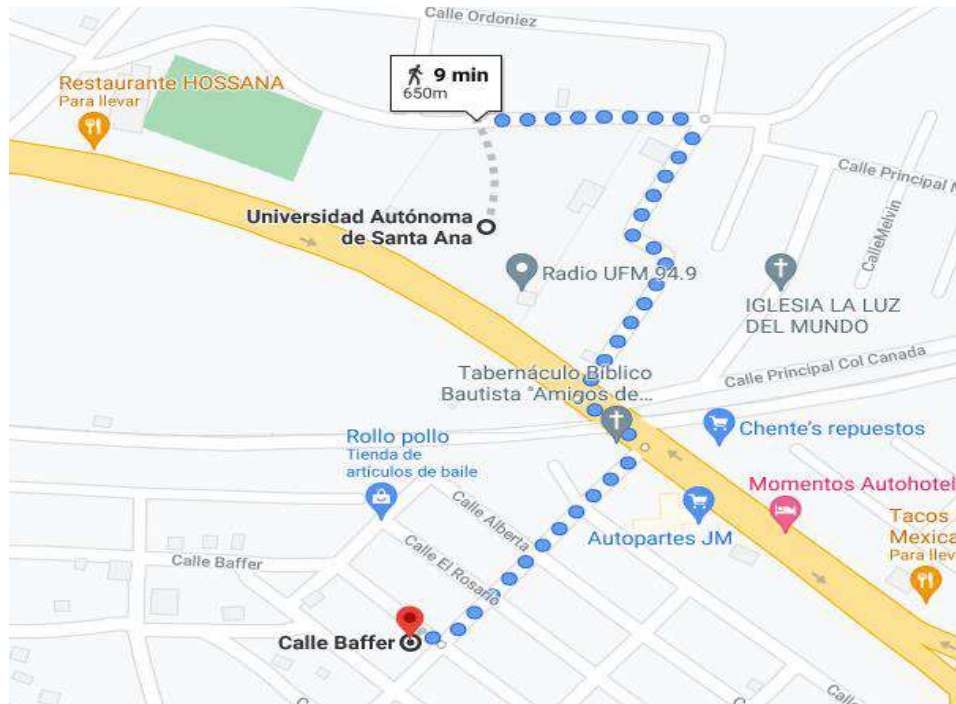 Calle Ordoniez
9 min
650m
Restaurante HOSSANA
Para llevar
Calle Principal
CalleMelvin
Universidad Autónoma
de Santa Ana
Radio UFM 94.9
IGLESIA LA LUZ
DEL MUNDO
Calle Principal Col Canada
Tabernáculo Bíblico
Bautista "Amigos de...
Rollo pollo
Tienda de
artículos de baile
Chente's repuestos
Momentos Autohotel
Calle Alberta
Autopartes JM
Tacos
Mexica
Para llev
Calle Baffer
Calle El Rosario
Calle Baffer
Calle